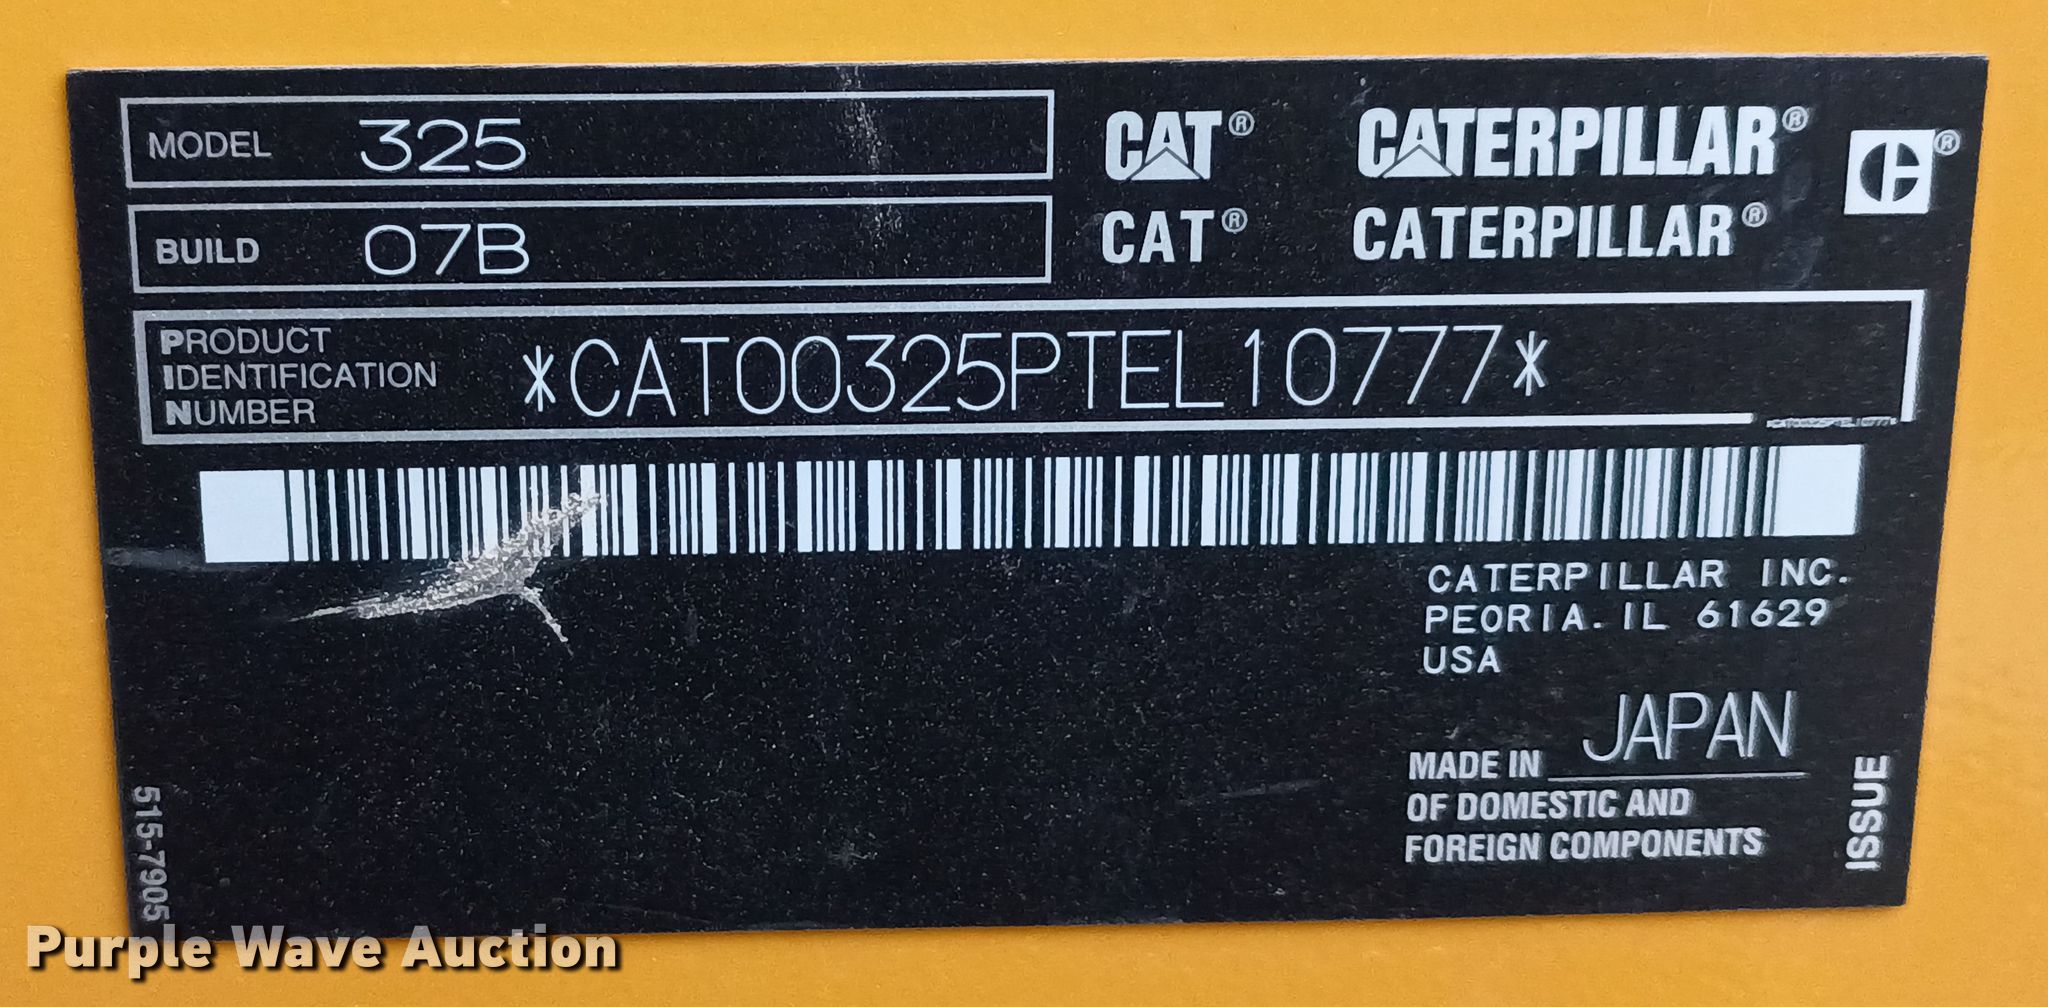 MODEL 325
BUILD 07B
CAT® CATERPILLAR® ®
CAT® CATERPILLAR®
PRODUCT
IDENTIFICATION
NUMBER
*CAT00325PTEL10777*
CATERPILLAR INC.
PEORIA. IL 61629
USA
MADE IN JAPAN
OF DOMESTIC AND
FOREIGN COMPONENTS
ISSUE
515-7905
Purple Wave Auction